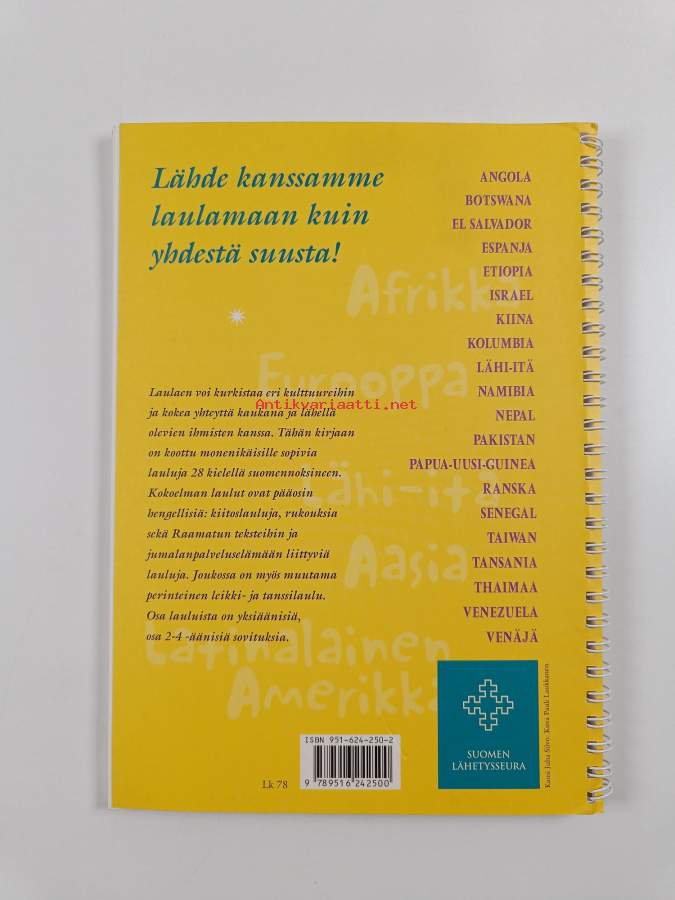 Lähde kanssamme
laulamaan kuin
yhdestä suusta!
Afrikka
Eurooppa
Lähi-itä
Aasia
Latinalainen
Amerikka
Laulaen voi kurkistaa eri kulttuureihin
ja kokea yhteyttä kaukana ja lähellä
olevien ihmisten kanssa. Tähän kirjaan
on koottu monenikäisille sopivia
lauluja 28 kielellä suomennoksineen.
Kokoelman laulut ovat pääosin
hengellisiä: kiitoslauluja, rukouksia
sekä Raamatun teksteihin ja
jumalanpalveluselämään liittyviä
lauluja. Joukossa on myös muutama
perinteinen leikki- ja tanssilaulu.
Osa lauluista on yksiäänisiä,
osa 2-4 -äänisiä sovituksia.
Antikvariaatti.net
ANGOLA
BOTSWANA
EL SALVADOR
ESPANJA
ETIOPIA
ISRAEL
KIINA
KOLUMBIA
LÄHI-ITÄ
NAMIBIA
NEPAL
PAKISTAN
PAPUA-UUSI-GUINEA
RANSKA
SENEGAL
TAIWAN
TANSANIA
THAIMAA
VENEZUELA
VENÄJÄ
SUOMEN
LÄHETYSSEURA
Lk 78
ISBN 951-624-250-2
9 789516 242500